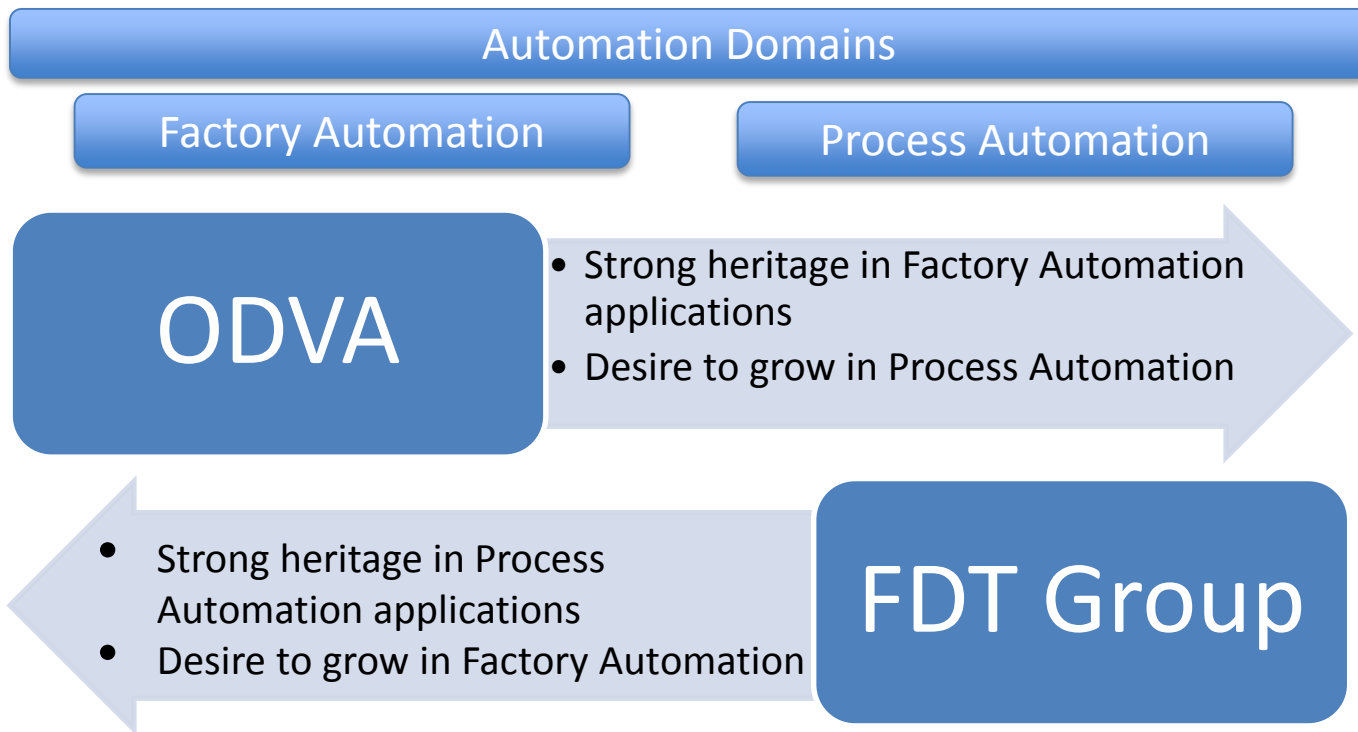 Automation Domains
Factory Automation
Process Automation
ODVA
• Strong heritage in Factory Automation
applications
• Desire to grow in Process Automation
• Strong heritage in Process
Automation applications
• Desire to grow in Factory Automation
FDT Group